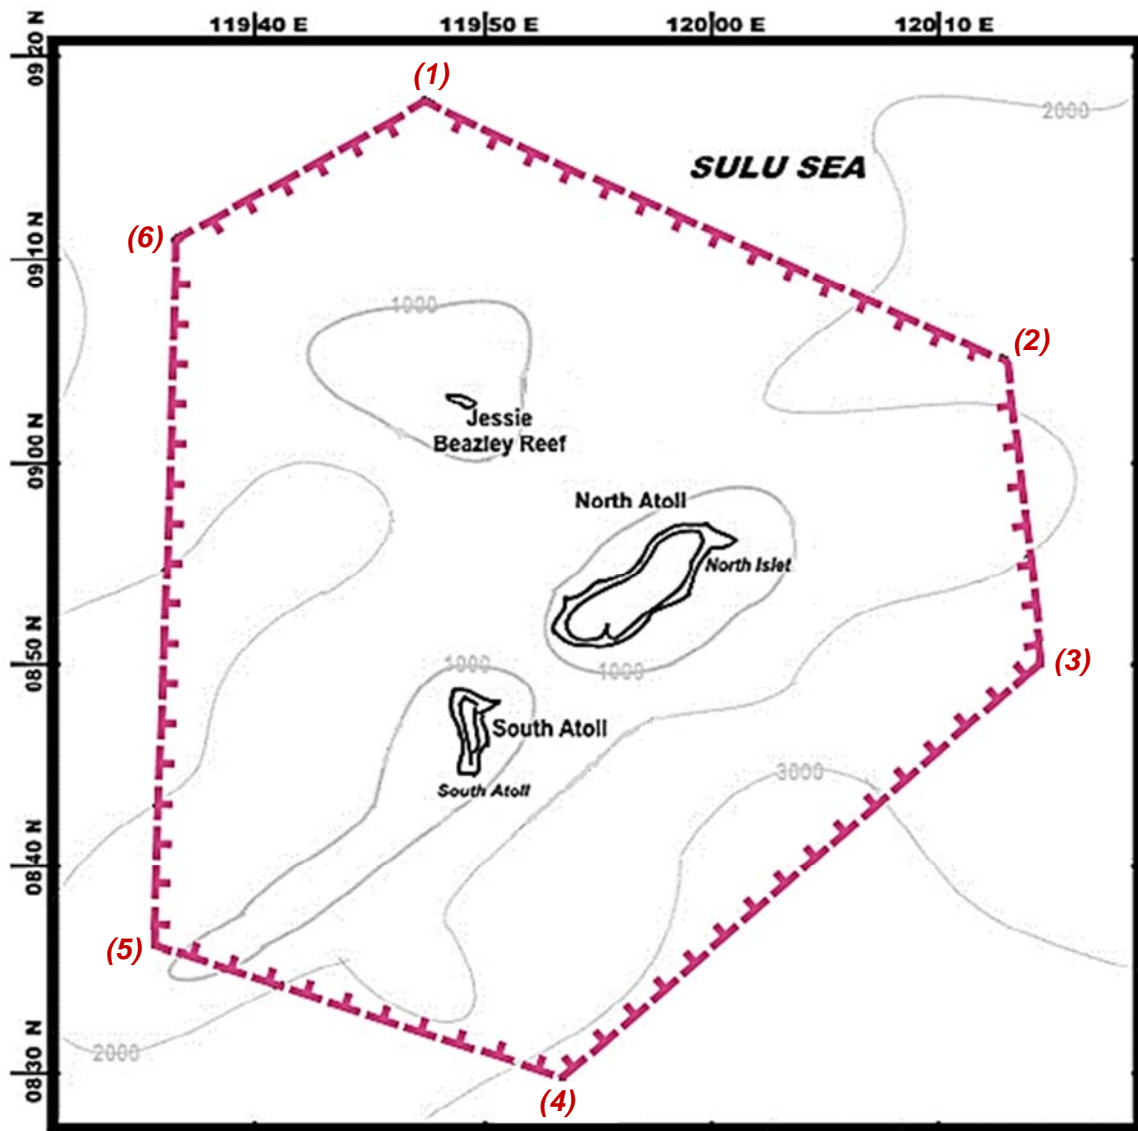 119 40 E
119 50 E
120 00 E
120 10 E
09 20 N
(1)
2000
SULU SEA
(6)
09 10 N
1000
(2)
Jessie
Beazley Reef
09 00 N
North Atoll
North Islet
08 50 N
(3)
1000
1000
South Atoll
3000
South Atoll
08 40 N
(5)
2000
08 30 N
(4)